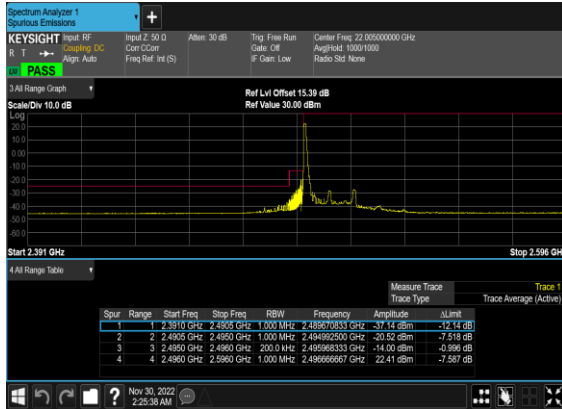 Spectrum Analyzer 1
Spurious Emissions
+
KEYSIGHT Input: RF Input Z: 50 Ω Atten: 30 dB Trig: Free Run Center Freq: 22.005000000 GHz
R T Coupling: DC Corr CCorr Gate: Off Avg|Hold: 1000/1000
Align: Auto Freq Ref: Int (S) IF Gain: Low Radio Std: None
PASS
3 All Range Graph
Ref Lvl Offset 15.39 dB
Scale/Div 10.0 dB Ref Value 30.00 dBm
Log
20.0
10.0
0.00
-10.0
-20.0
-30.0
-40.0
-50.0
-60.0
Start 2.391 GHz Stop 2.596 GH
4 All Range Table
Measure Trace Trace 1
Trace Type Trace Average (Active)
Spur Range Start Freq Stop Freq RBW Frequency Amplitude ΔLimit
1 1 2.3910 GHz 2.4905 GHz 1.000 MHz 2.489670833 GHz -37.14 dBm -12.14 dB
2 2 2.4905 GHz 2.4950 GHz 1.000 MHz 2.494992500 GHz -20.52 dBm -7.518 dB
3 3 2.4950 GHz 2.4960 GHz 200.0 kHz 2.495968333 GHz -14.00 dBm -0.996 dB
4 4 2.4960 GHz 2.5960 GHz 1.000 MHz 2.496666667 GHz 22.41 dBm -7.587 dB
? Nov 30, 2022
2:25:38 AM